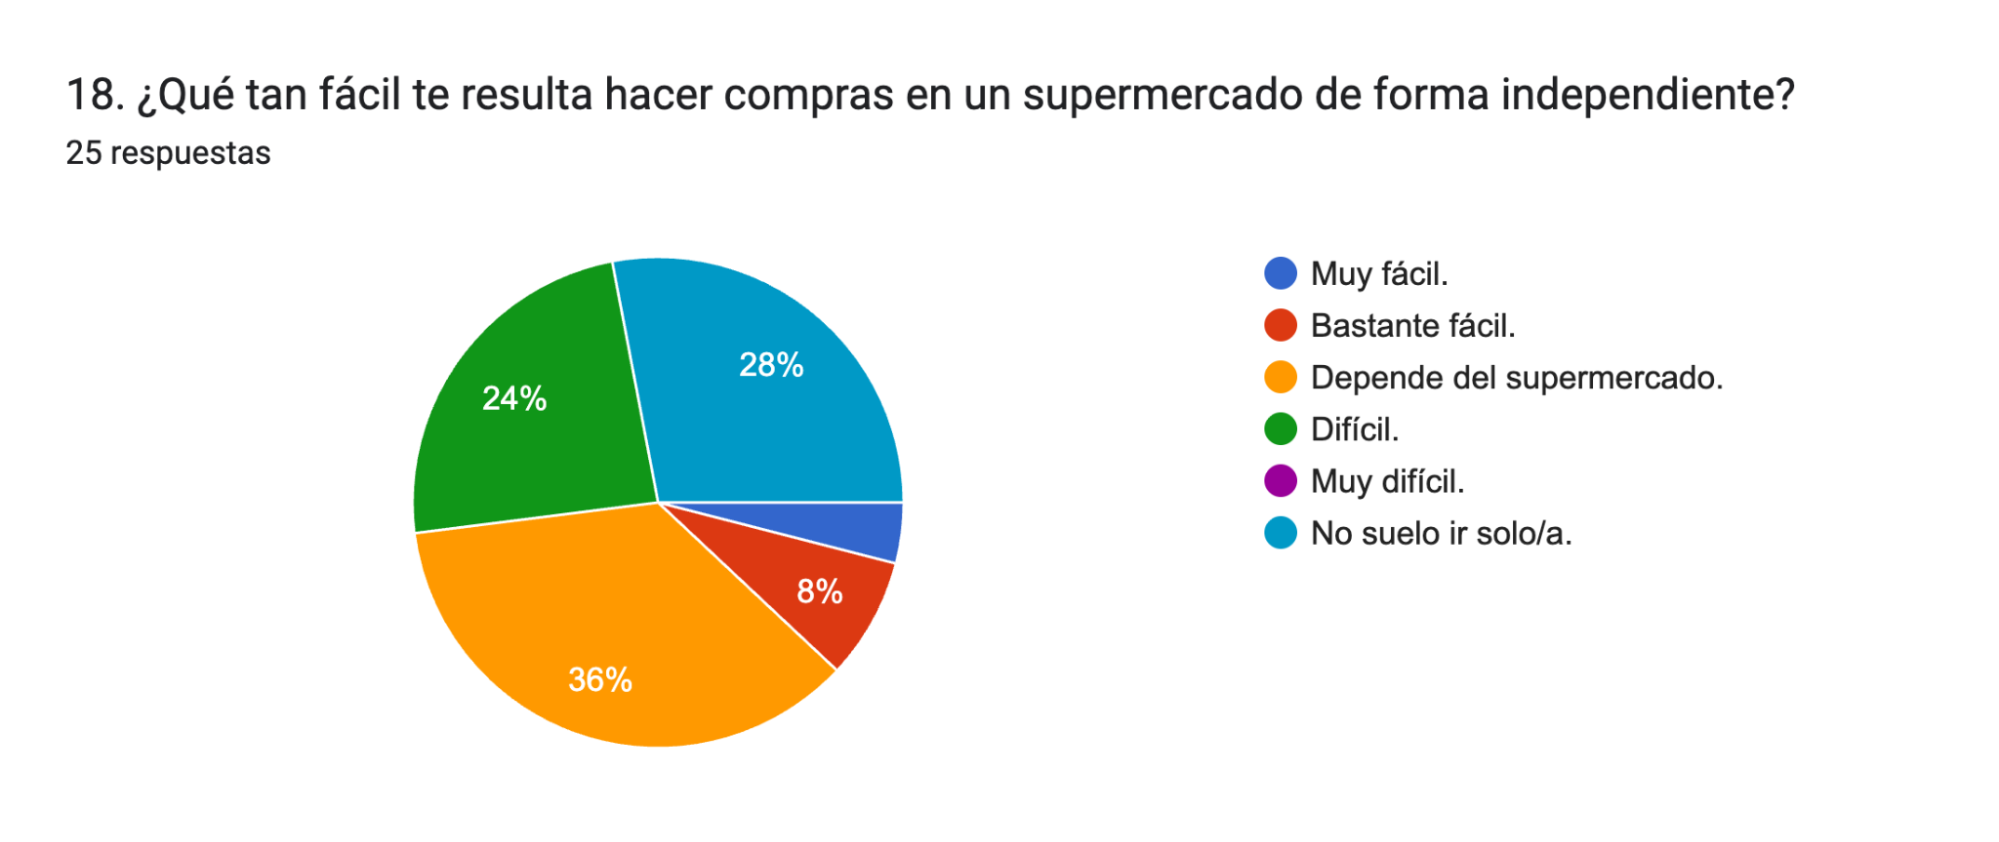 18. ¿Qué tan fácil te resulta hacer compras en un supermercado de forma independiente?
25 respuestas
28%
24%
8%
36%
Muy fácil.
Bastante fácil.
Depende del supermercado.
Difícil.
Muy difícil.
No suelo ir solo/a.